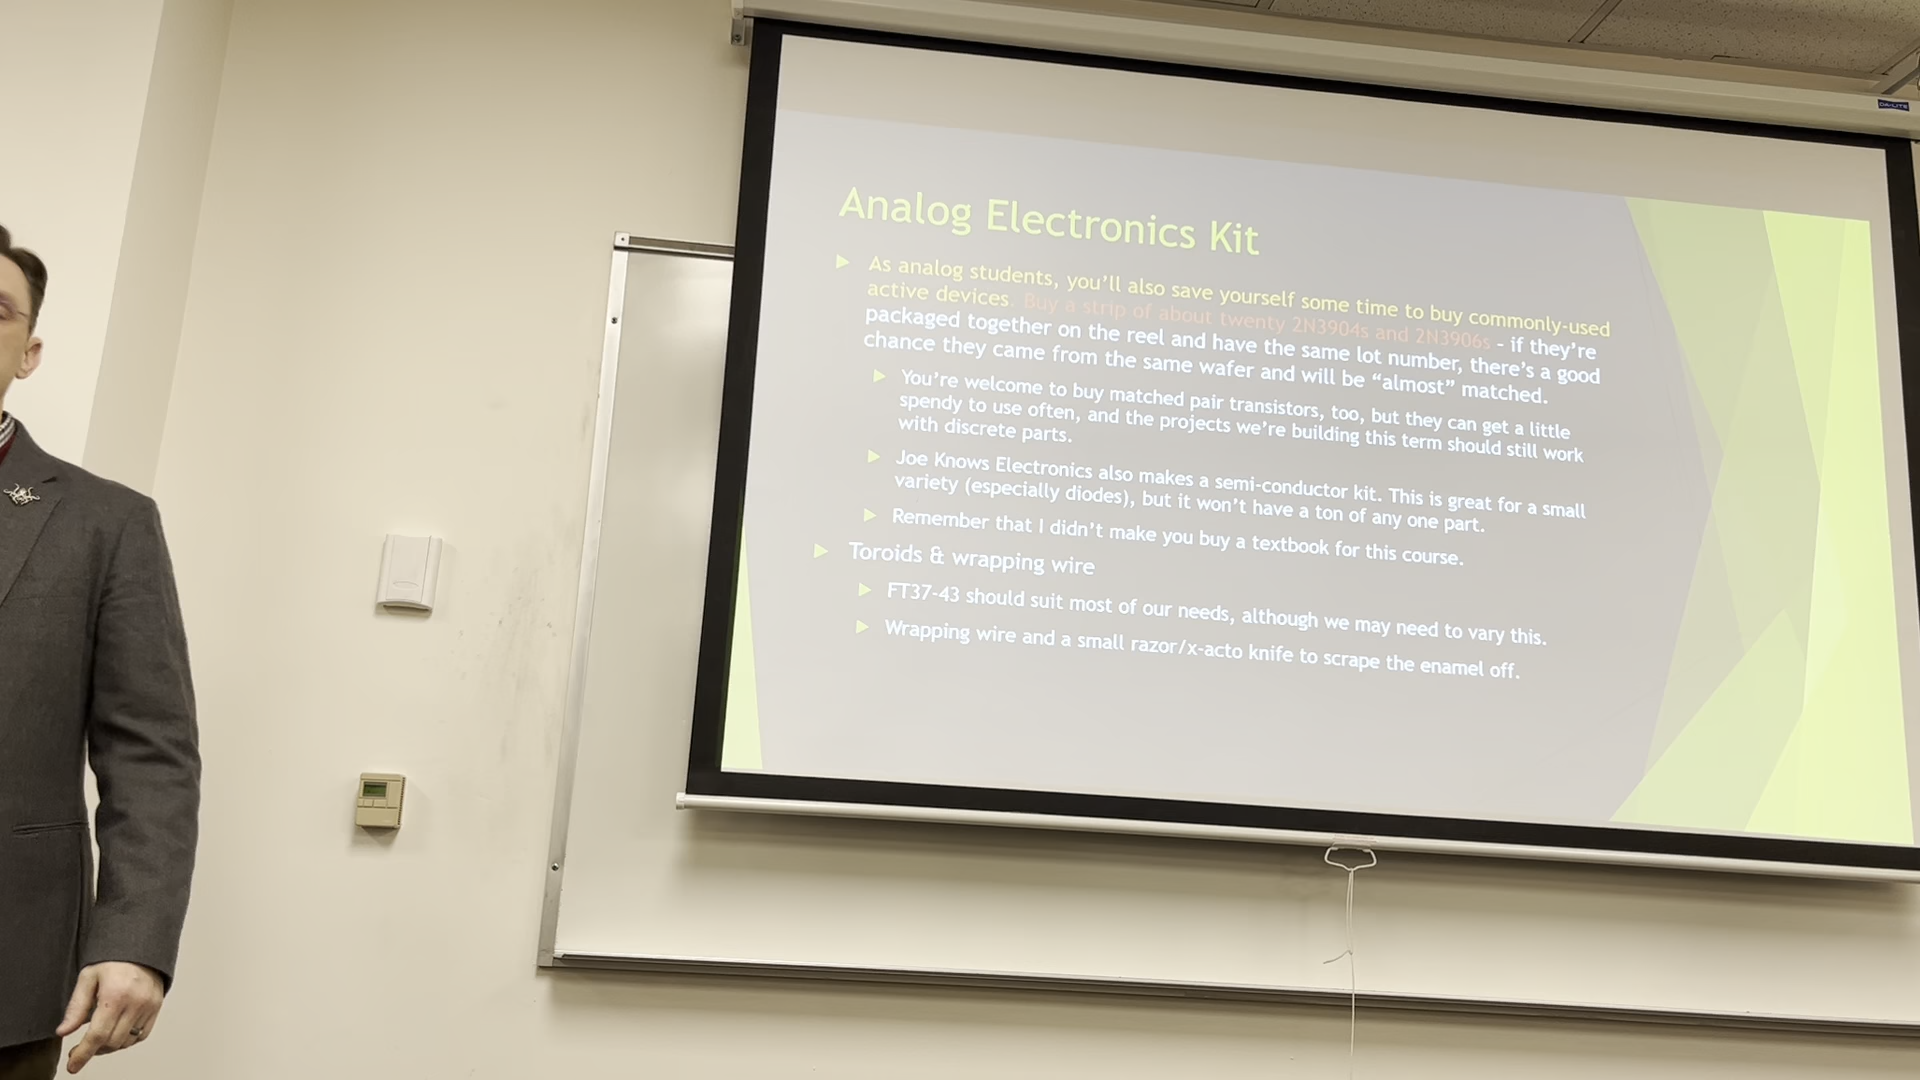 Analog Electronics Kit
As analog students, you'll also save yourself some time to buy commonly-used
active devices. Buy a strip of about twenty 2N3904s and 2N3906s - if they're
packaged together on the reel and have the same lot number, there's a good
chance they came from the same wafer and will be "almost" matched.
You're welcome to buy matched pair transistors, too, but they can get a little
spendy to use often, and the projects we're building this term should still work
with discrete parts.
Joe Knows Electronics also makes a semi-conductor kit. This is great for a small
variety (especially diodes), but it won't have a ton of any one part.
Remember that I didn't make you buy a textbook for this course.
Toroids & wrapping wire
FT37-43 should suit most of our needs, although we may need to vary this.
Wrapping wire and a small razor/x-acto knife to scrape the enamel off.
DA-LITE